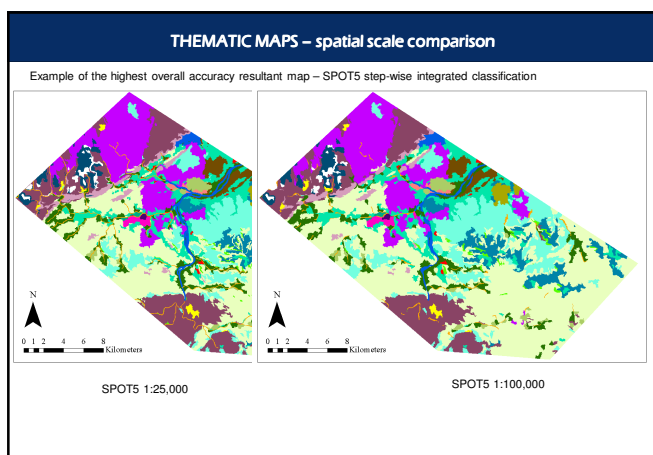 THEMATIC MAPS – spatial scale comparison
Example of the highest overall accuracy resultant map – SPOT5 step-wise integrated classification
N
0 1 2 4 6 8
Kilometers
N
0 1 2 4 6 8
Kilometers
SPOT5 1:25,000
SPOT5 1:100,000